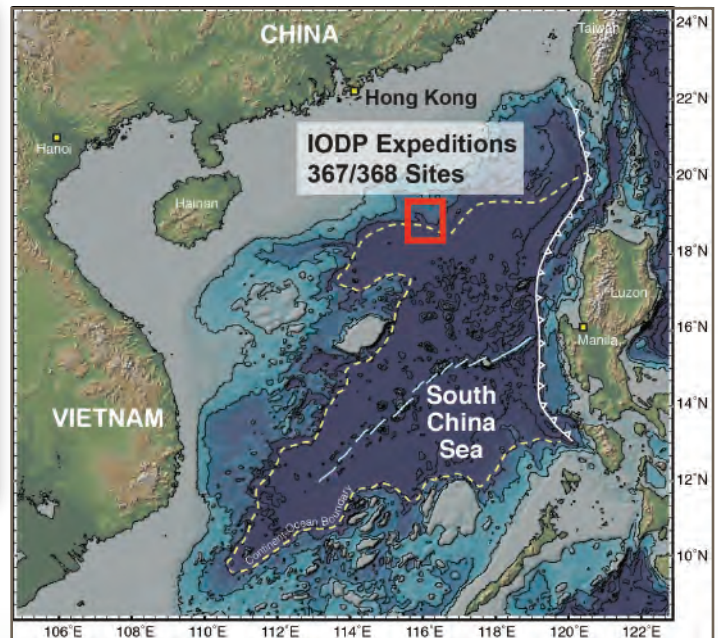 CHINA
Taiwan
24°N
Hong Kong
22°N
Hanoi
IODP Expeditions
367/368 Sites
20°N
Hainan
18°N
Luzon
16°N
Manila
VIETNAM
South
China
Sea
14°N
12°N
Continent-Ocean Boundary
10°N
106°E 108°E 110°E 112°E 114°E 116°E 118°E 120°E 122°E